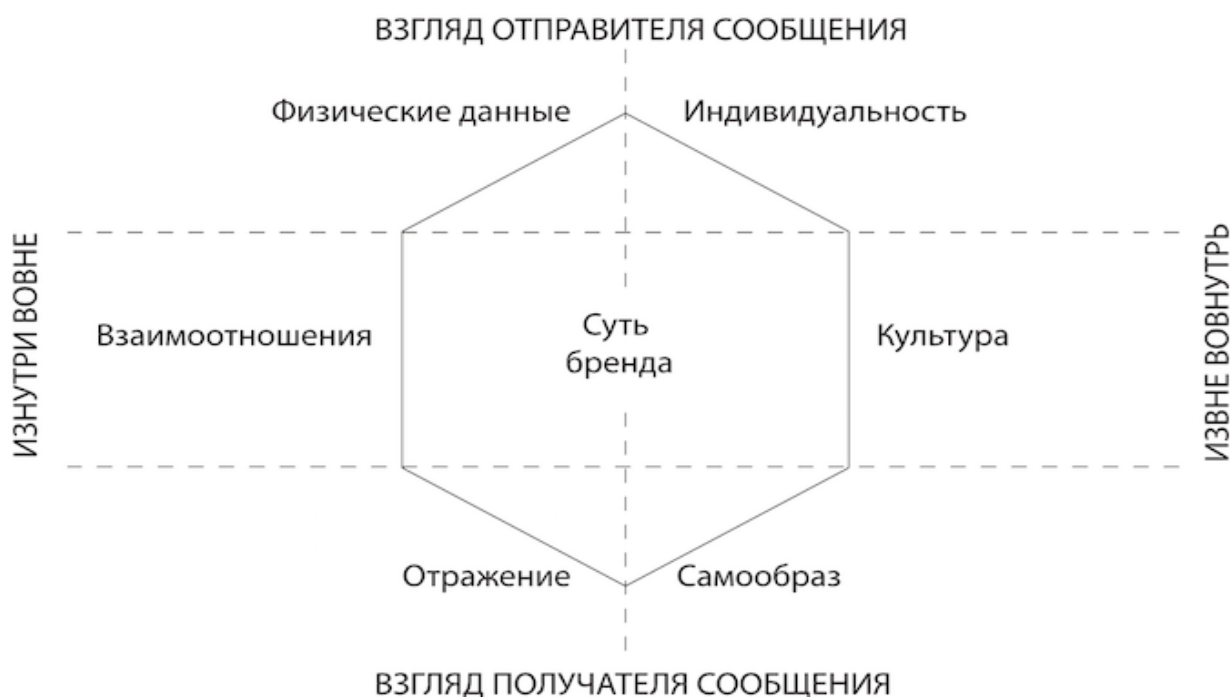 ВЗГЛЯД ОТПРАВИТЕЛЯ СООБЩЕНИЯ
Физические данные
Индивидуальность
ИЗНУТРИ ВОВНЕ
Взаимоотношения
Суть
бренда
Культура
ИЗВНЕ ВОВНУТРЬ
Отражение
Самообраз
ВЗГЛЯД ПОЛУЧАТЕЛЯ СООБЩЕНИЯ